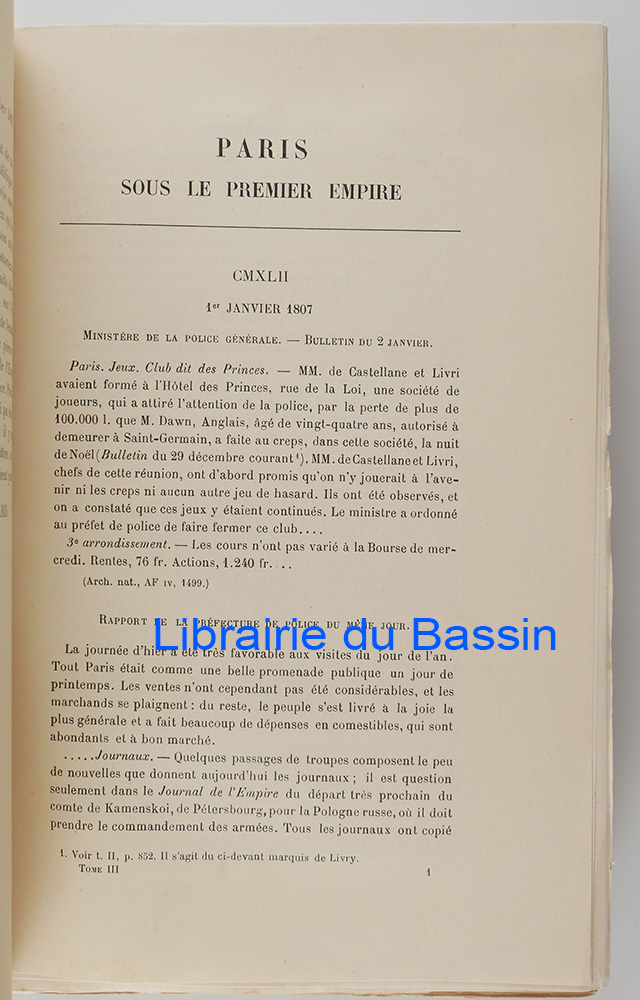 PARIS
SOUS LE PREMIER EMPIRE
CMXLII
1er JANVIER 1807
Ministère de la police générale. — Bulletin du 2 janvier.
Paris. Jeux. Club dit des Princes. — MM. de Castellane et Livri
avaient formé à l'Hôtel des Princes, rue de la Loi, une société de
joueurs, qui a attiré l'attention de la police, par la perte de plus de
100.000 l. que M. Dawn, Anglais, âgé de vingt-quatre ans, autorisé à
demeurer à Saint-Germain, a faite au creps, dans cette société, la nuit
de Noël (Bulletin du 29 décembre courant¹). MM. de Castellane et Livri,
chefs de cette réunion, ont d'abord promis qu'on n'y jouerait à l'ave-
nir ni les creps ni aucun autre jeu de hasard. Ils ont été observés, et
on a constaté que ces jeux y étaient continués. Le ministre a ordonné
au préfet de police de faire fermer ce club....
3e arrondissement. — Les cours n'ont pas varié à la Bourse de mer-
credi. Rentes, 76 fr. Actions, 1.240 fr....
(Arch. nat., AF iv, 1499.)
Rapport de la préfecture de police du même jour.
Librairie du Bassin
La journée d'hier a été très favorable aux visites du jour de l'an.
Tout Paris était comme une belle promenade publique un jour de
printemps. Les ventes n'ont cependant pas été considérables, et les
marchands se plaignent : du reste, le peuple s'est livré à la joie la
plus générale et a fait beaucoup de dépenses en comestibles, qui sont
abondants et à bon marché.
.....Journaux. — Quelques passages de troupes composent le peu
de nouvelles que donnent aujourd'hui les journaux ; il est question
seulement dans le Journal de l'Empire du départ très prochain du
comte de Kamenskoi, de Pétersbourg, pour la Pologne russe, où il doit
prendre le commandement des armées. Tous les journaux ont copié
1. Voir t. II, p. 852. Il s'agit du ci-devant marquis de Livry.
Tome III 1